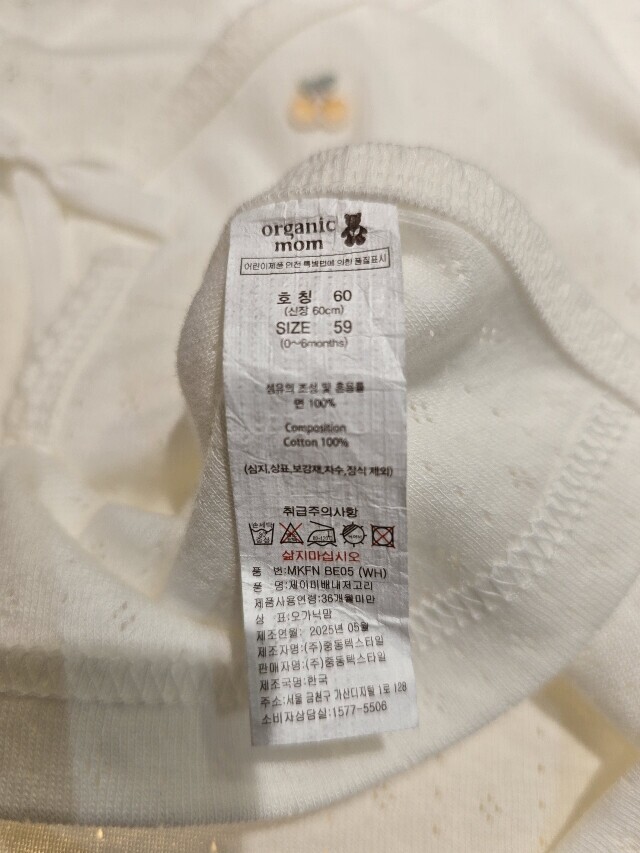 organic
mom
어린이제품 안전 특별법에 의한 품질표시
호 칭 60
(신장 60cm)
SIZE 59
(0~6months)
섬유의 조성 및 혼용률
면 100%
Composition
Cotton 100%
(심지,상표,보강재,자수,장식 제외)
취급주의사항
손세탁
삶지마십시오
품 번:MKFN BE05 (WH)
품 명:제이미배내저고리
제품사용연령:36개월미만
상 표:오가닉맘
제조연월: 2025년 05월
제조자명:(주)중동텍스타일
판매자명:(주)중동텍스타일
제조국명:한국
주소:서울 금천구 가산디지털 1로 128
소비자상담실:1577-5506